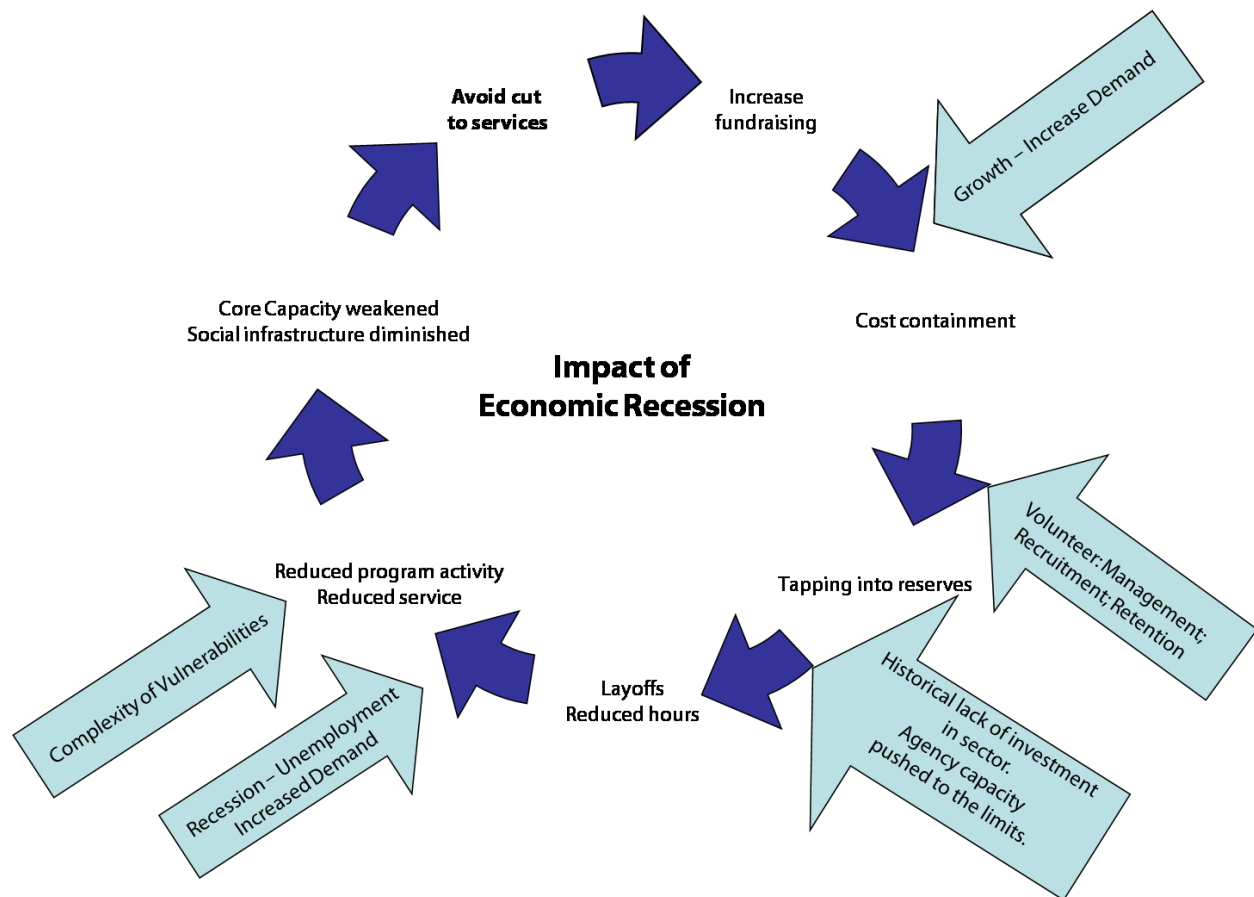 Avoid cut
to services
Increase
fundraising
Growth – Increase Demand
Core Capacity weakened
Social infrastructure diminished
Cost containment
Impact of
Economic Recession
Volunteer: Management;
Recruitment; Retention
Reduced program activity
Reduced service
Tapping into reserves
Complexity of Vulnerabilities
Recession – Unemployment
Increased Demand
Layoffs
Reduced hours
Historical lack of investment
in sector.
Agency capacity
pushed to the limits.